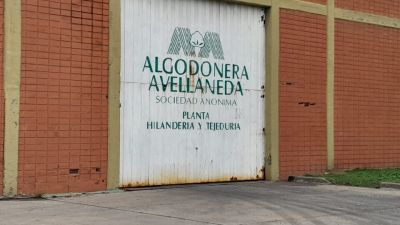 ALGODONERA
AVELLANEDA
SOCIEDAD ANONIMA
PLANTA
HILANDERIA Y TEJEDURIA